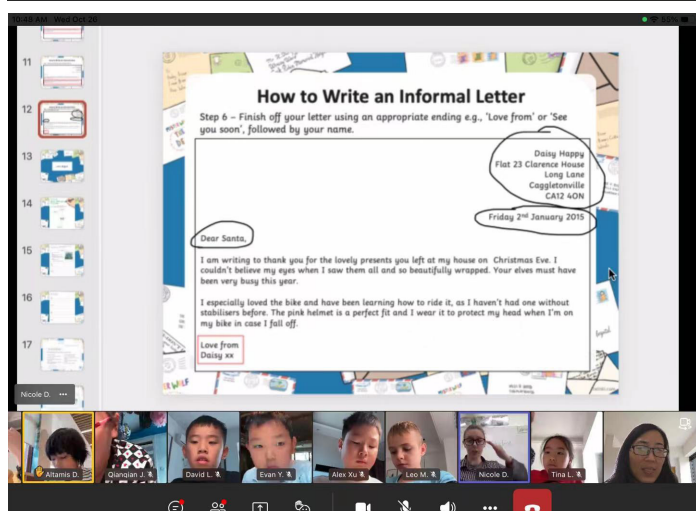 10:48 AM Wed Oct 26
55%
11
12
13
14
15
16
17
How to Write an Informal Letter
Step 6 – Finish off your letter using an appropriate ending e.g., 'Love from' or 'See
you soon', followed by your name.
Daisy Happy
Flat 23 Clarence House
Long Lane
Caggletonville
CA12 4ON
Friday 2nd January 2015
Dear Santa,
I am writing to thank you for the lovely presents you left at my house on Christmas Eve. I
couldn't believe my eyes when I saw them all and so beautifully wrapped. Your elves must have
been very busy this year.
I especially loved the bike and have been learning how to ride it, as I haven't had one without
stabilisers before. The pink helmet is a perfect fit and I wear it to protect my head when I'm on
my bike in case I fall off.
Love from
Daisy xx
Nicole D.
Altamis D.
Qianqian J.
David L.
Evan Y.
Alex Xu
Leo M.
Nicole D.
Tina L.